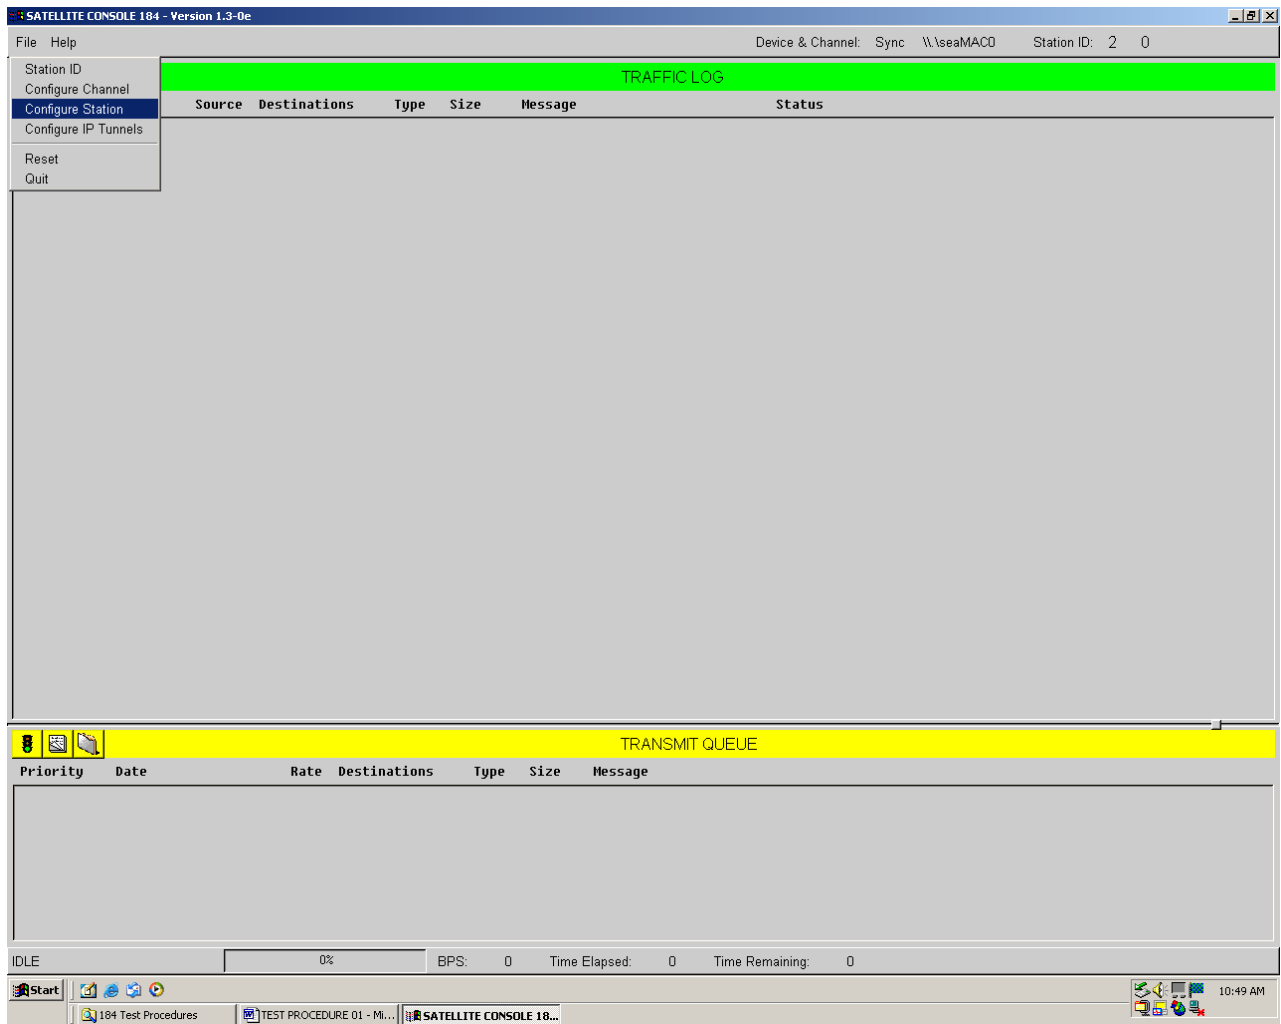 SATELLITE CONSOLE 184 - Version 1.3-0e
File Help Device & Channel: Sync \\.\seaMAC0 Station ID: 2 0
Station ID
Configure Channel
Configure Station
Configure IP Tunnels
Reset
Quit
TRAFFIC LOG
Source Destinations Type Size Message Status
TRANSMIT QUEUE
Priority Date Rate Destinations Type Size Message
IDLE 0% BPS: 0 Time Elapsed: 0 Time Remaining: 0
Start 10:49 AM
184 Test Procedures TEST PROCEDURE 01 - Mi... SATELLITE CONSOLE 18...